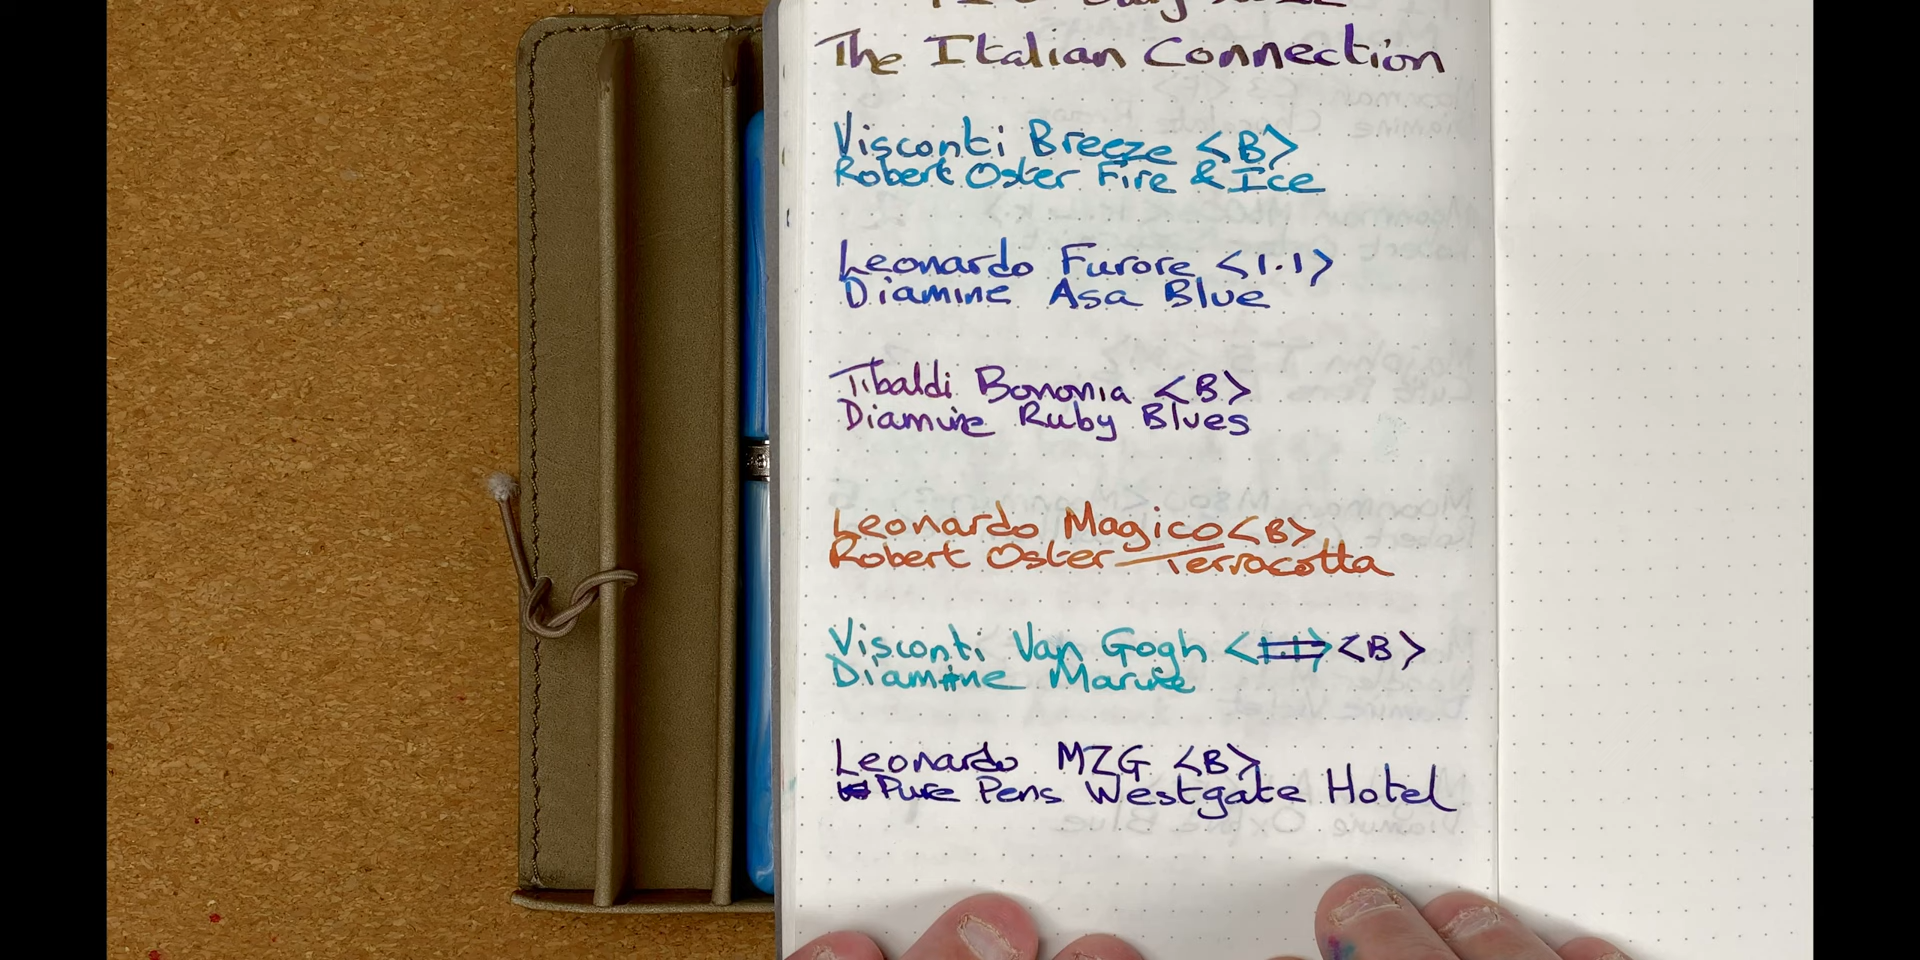 The Italian Connection
Visconti Breeze <B>
Robert Oster Fire & Ice
Leonardo Furore <1.1>
Diamine Asa Blue
Tibaldi Bononia <B>
Diamine Ruby Blues
Leonardo Magico <B>
Robert Oster Terracotta
Visconti Van Gogh <1.1> <B>
Diamine Marine
Leonardo MZG <B>
Pure Pens Westgate Hotel